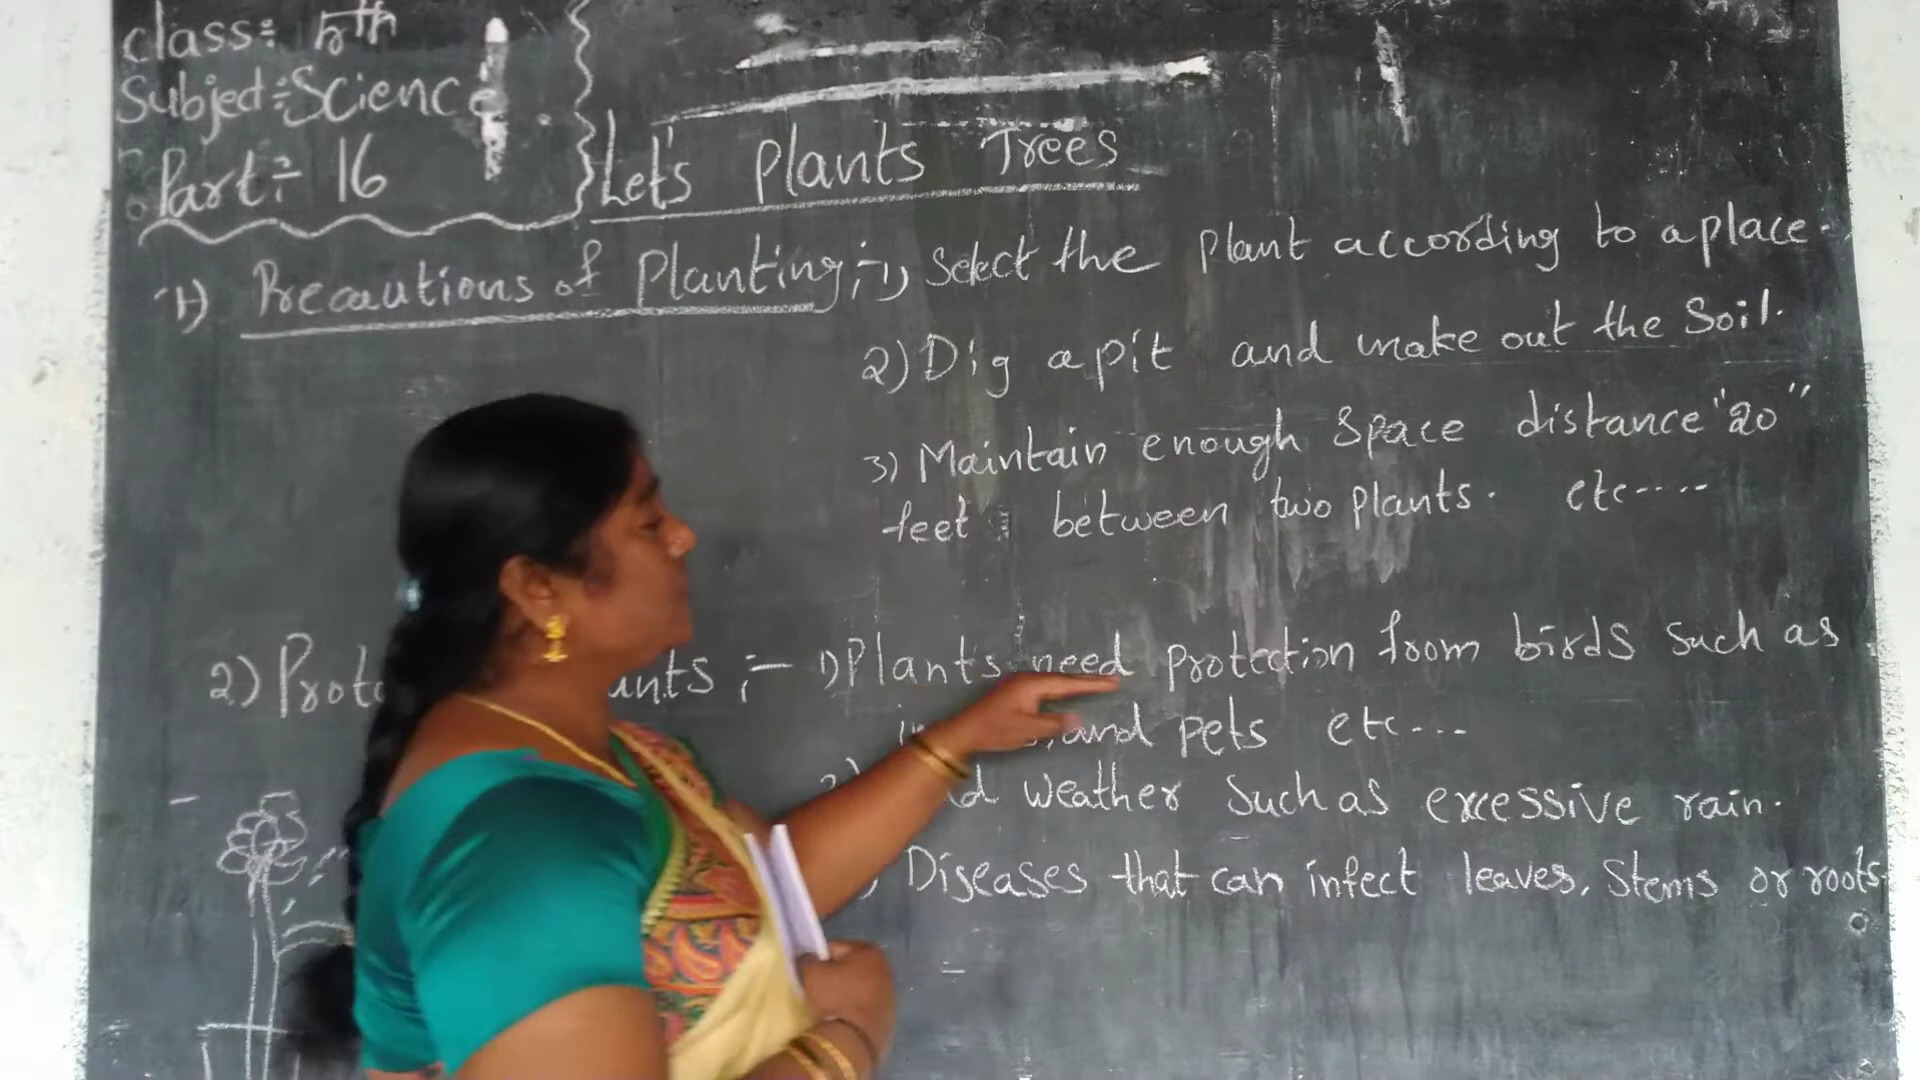 class:- 5th
Subject:- Science
Part:- 16
Let's Plants Trees
1) Precautions of Planting:- 1) Select the Plant according to a place.
2) Dig a pit and make out the Soil.
3) Maintain enough Space distance "20"
feet between two Plants. etc.....
2) ants :- 1) Plants need Protection from birds such as
and pets etc...
weather such as excessive rain.
Diseases that can infect leaves, Stems or roots